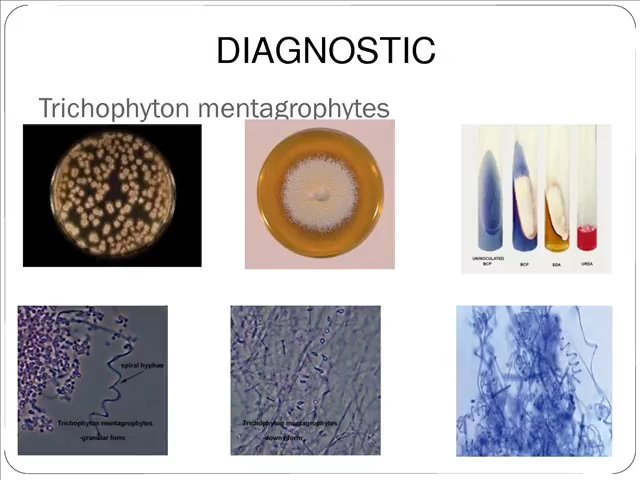 DIAGNOSTIC
Trichophyton mentagrophytes
UNINOCULATED
BCP
BCP
SDA
UREA
spiral hyphae
Trichophyton mentagrophytes
-granular form
Trichophyton mentagrophytes
-downy form